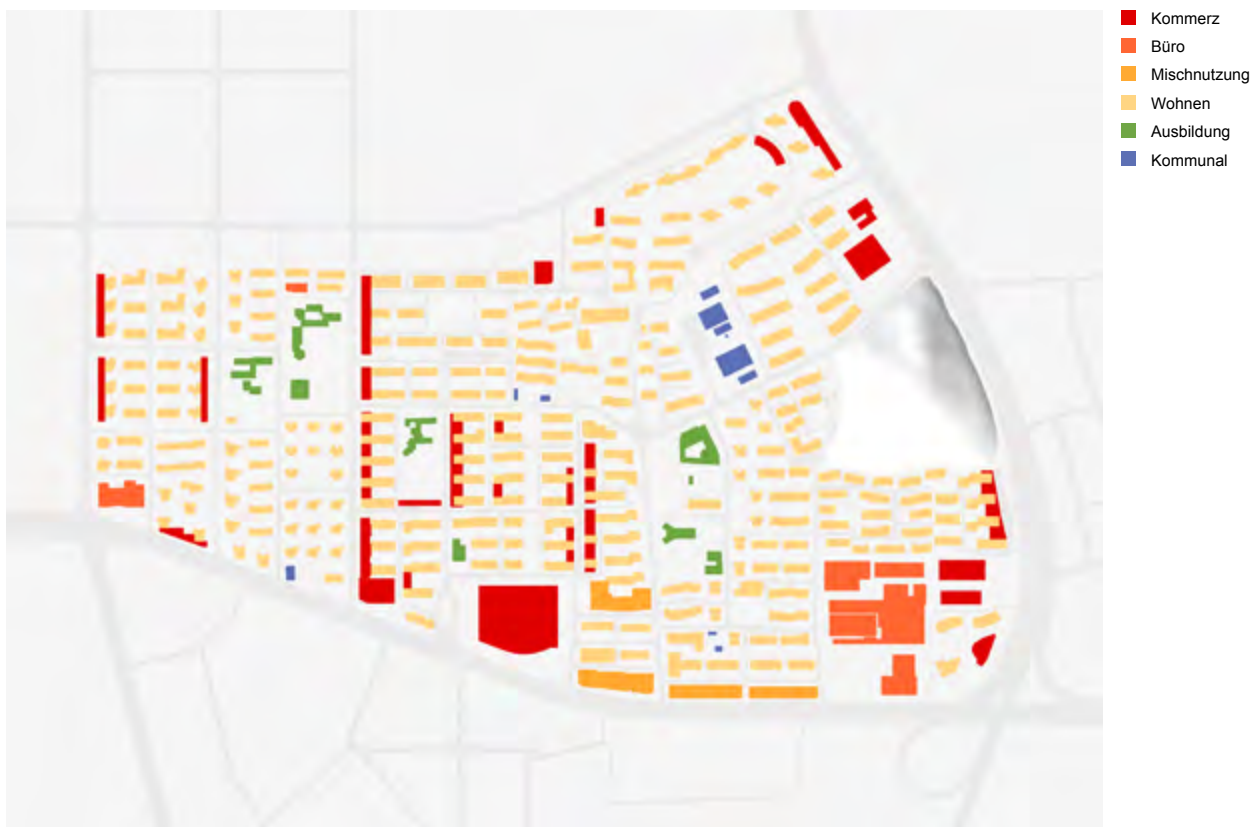 Kommerz
Büro
Mischnutzung
Wohnen
Ausbildung
Kommunal